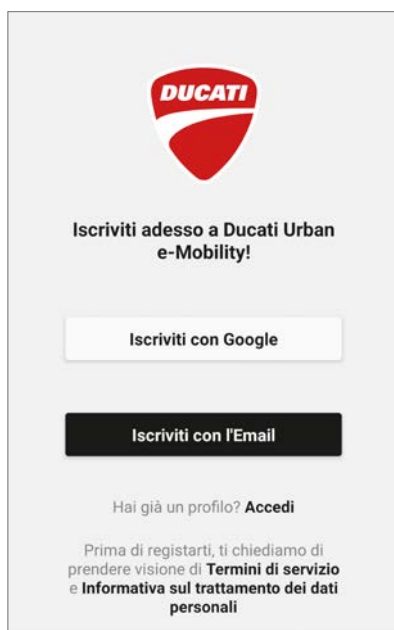 DUCATI
Iscriviti adesso a Ducati Urban
e-Mobility!
Iscriviti con Google
Iscriviti con l'Email
Hai già un profilo? Accedi
Prima di registarti, ti chiediamo di
prendere visione di Termini di servizio
e Informativa sul trattamento dei dati
personali